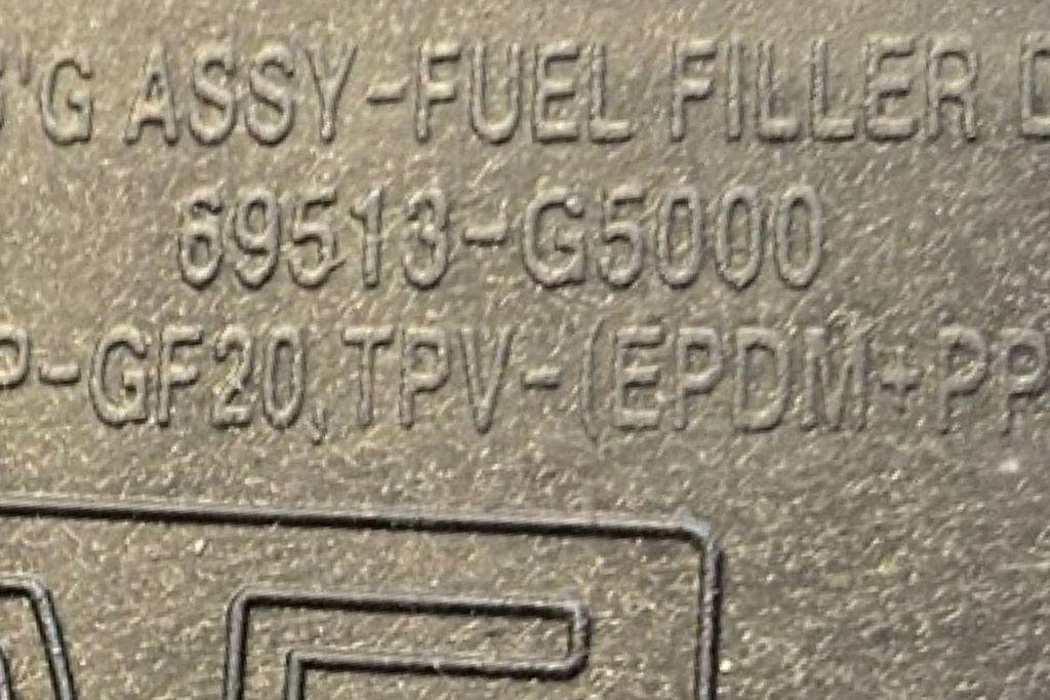 S'G ASSY-FUEL FILLER D
69513-G5000
P-GF20,TPV-(EPDM+PP